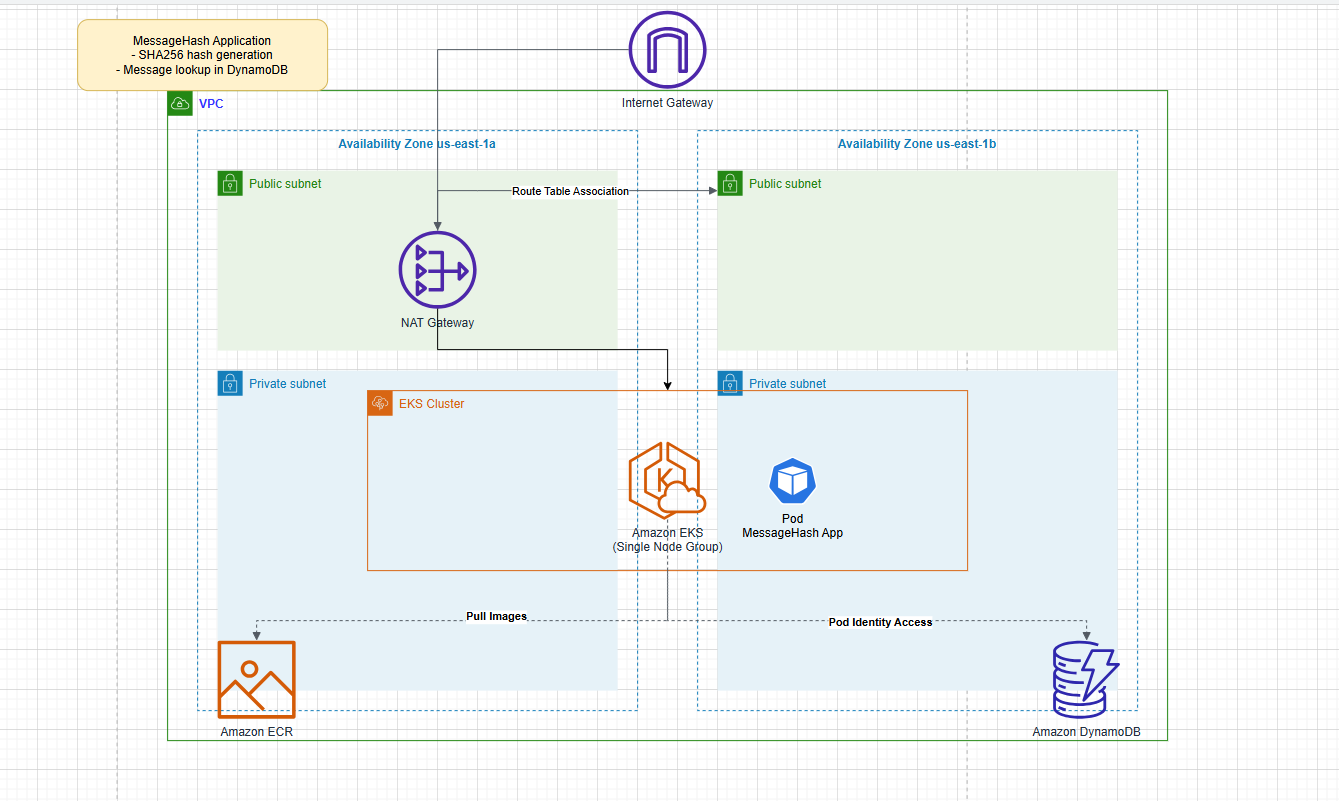 MessageHash Application
- SHA256 hash generation
- Message lookup in DynamoDB
Internet Gateway
VPC
Availability Zone us-east-1a
Availability Zone us-east-1b
Public subnet
Route Table Association
Public subnet
NAT Gateway
Private subnet
Private subnet
EKS Cluster
Amazon EKS
(Single Node Group)
Pod
MessageHash App
Pull Images
Pod Identity Access
Amazon ECR
Amazon DynamoDB